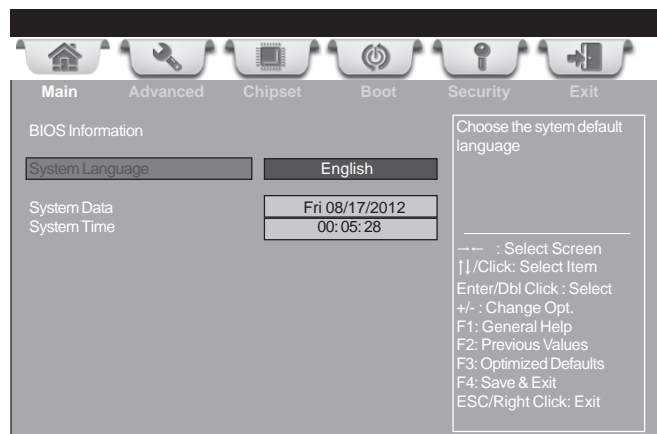 Main Advanced Chipset Boot Security Exit
BIOS Information
System Language English
System Data Fri 08/17/2012
System Time 00:05:28
Choose the sytem default
language
→← : Select Screen
↑↓/Click: Select Item
Enter/Dbl Click : Select
+/- : Change Opt.
F1: General Help
F2: Previous Values
F3: Optimized Defaults
F4: Save & Exit
ESC/Right Click: Exit